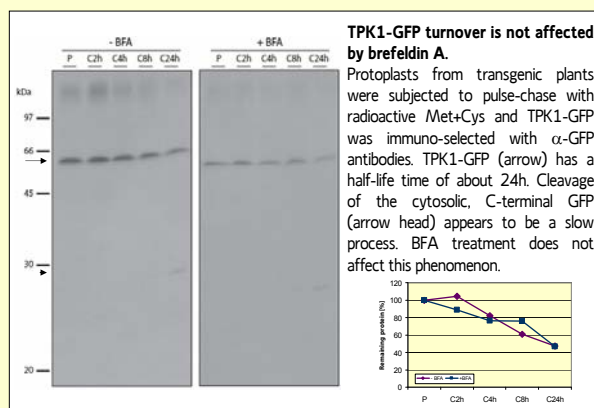 - BFA
+ BFA
P C2h C4h C8h C24h
P C2h C4h C8h C24h
kDa
97
66
45
30
20
TPK1-GFP turnover is not affected
by brefeldin A.
Protoplasts from transgenic plants
were subjected to pulse-chase with
radioactive Met+Cys and TPK1-GFP
was immuno-selected with α-GFP
antibodies. TPK1-GFP (arrow) has a
half-life time of about 24h. Cleavage
of the cytosolic, C-terminal GFP
(arrow head) appears to be a slow
process. BFA treatment does not
affect this phenomenon.
Remaining protein [%]
120
100
80
60
40
20
0
- BFA +BFA
P C2h C4h C8h C24h